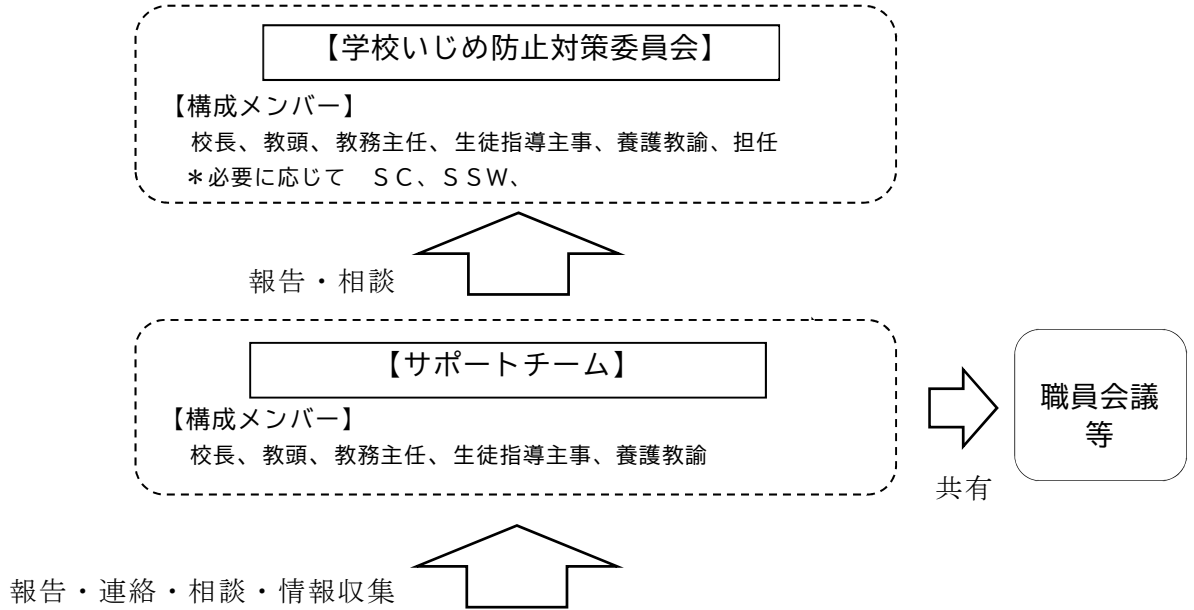 【学校いじめ防止対策委員会】
【構成メンバー】
校長、教頭、教務主任、生徒指導主事、養護教諭、担任
＊必要に応じて　ＳＣ、ＳＳＷ、
報告・相談
【サポートチーム】
【構成メンバー】
校長、教頭、教務主任、生徒指導主事、養護教諭
職員会議
等
共有
報告・連絡・相談・情報収集